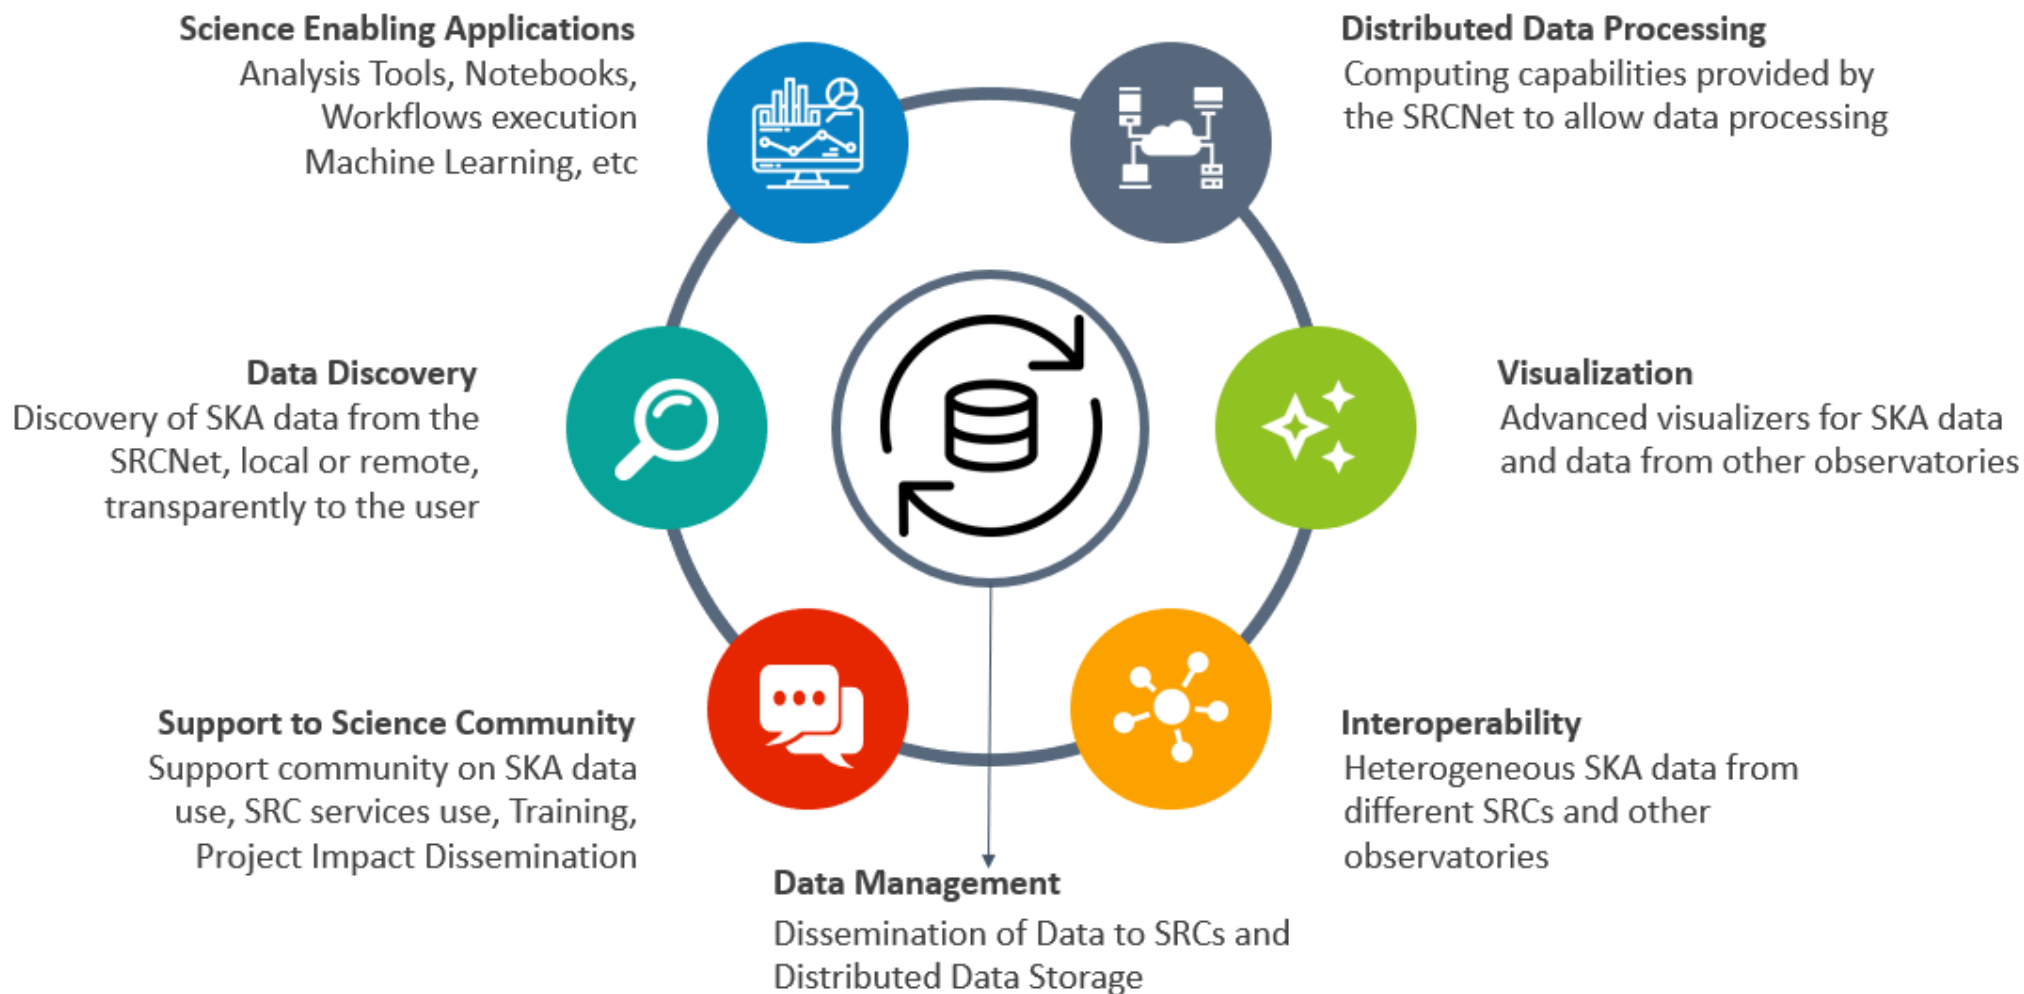 Science Enabling Applications
Analysis Tools, Notebooks,
Workflows execution
Machine Learning, etc
Distributed Data Processing
Computing capabilities provided by
the SRCNet to allow data processing
Data Discovery
Discovery of SKA data from the
SRCNet, local or remote,
transparently to the user
Visualization
Advanced visualizers for SKA data
and data from other observatories
Support to Science Community
Support community on SKA data
use, SRC services use, Training,
Project Impact Dissemination
Interoperability
Heterogeneous SKA data from
different SRCs and other
observatories
Data Management
Dissemination of Data to SRCs and
Distributed Data Storage